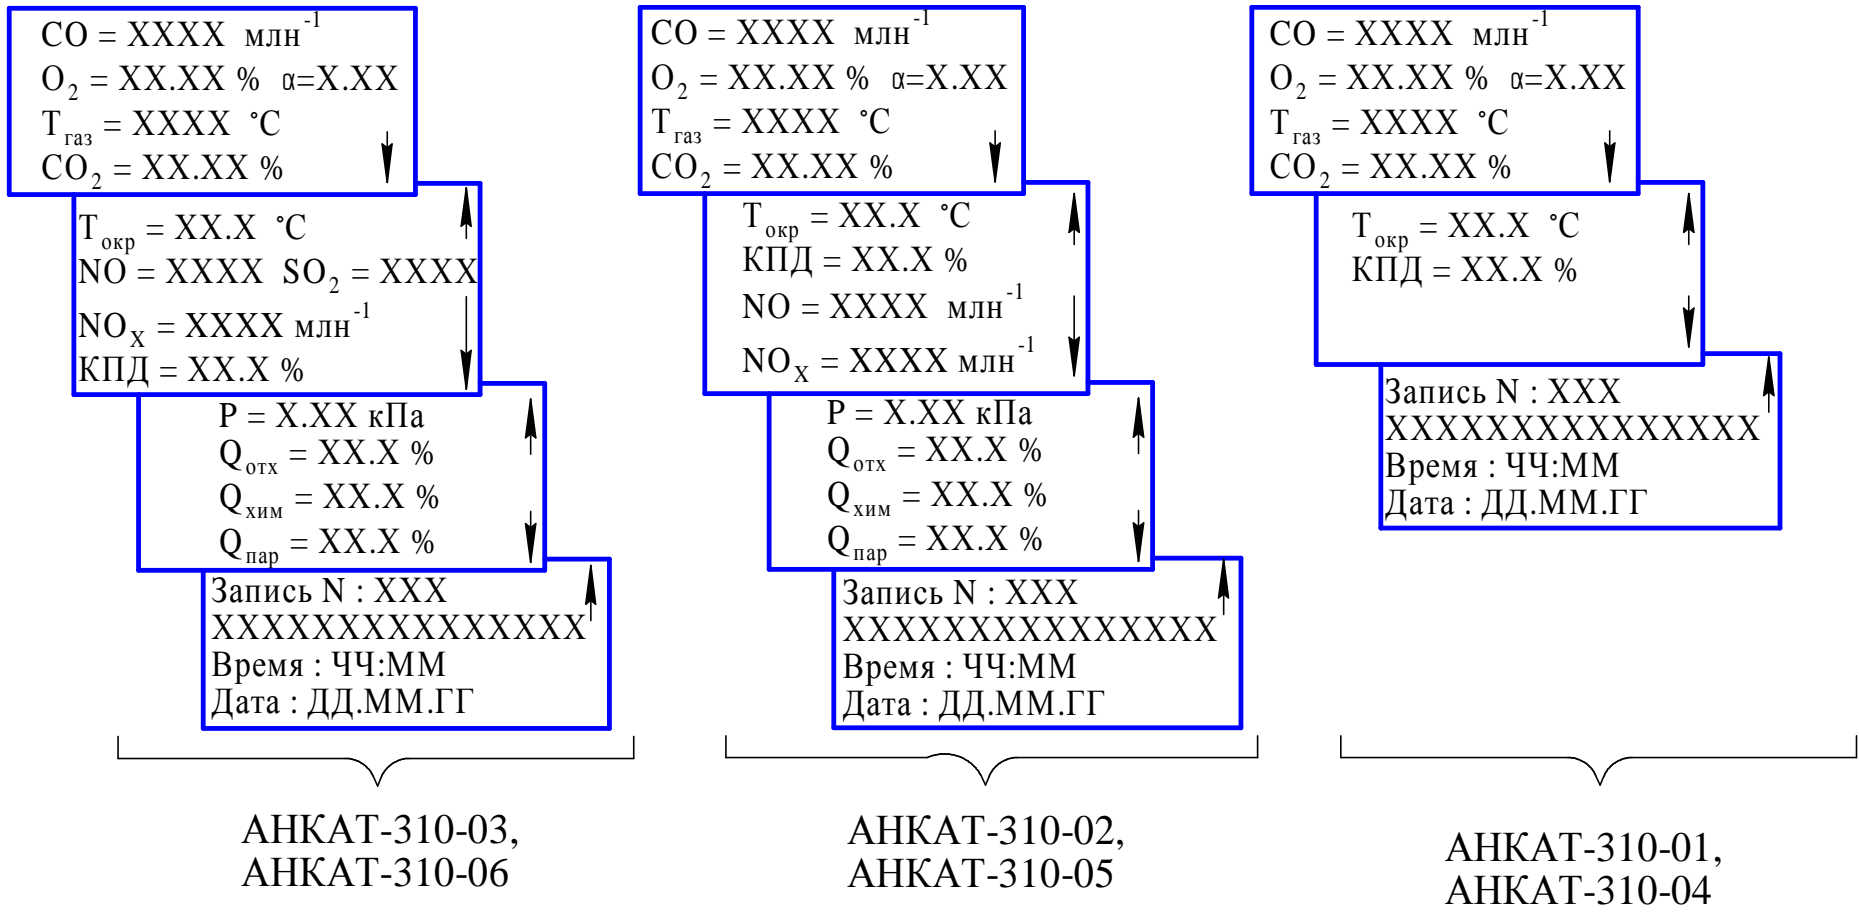 CO = XXXX млн⁻¹
O₂ = XX.XX % α=X.XX
Tгаз = XXXX °C
CO₂ = XX.XX %
Tокр = XX.X °C
NO = XXXX SO₂ = XXXX
NOX = XXXX млн⁻¹
КПД = XX.X %
P = X.XX кПа
Qотх = XX.X %
Qхим = XX.X %
Qпар = XX.X %
Запись N : XXX
XXXXXXXXXXXXXXX
Время : ЧЧ:ММ
Дата : ДД.ММ.ГГ
АНКАТ-310-03,
АНКАТ-310-06
CO = XXXX млн⁻¹
O₂ = XX.XX % α=X.XX
Tгаз = XXXX °C
CO₂ = XX.XX %
Tокр = XX.X °C
КПД = XX.X %
NO = XXXX млн⁻¹
NOX = XXXX млн⁻¹
P = X.XX кПа
Qотх = XX.X %
Qхим = XX.X %
Qпар = XX.X %
Запись N : XXX
XXXXXXXXXXXXXXX
Время : ЧЧ:ММ
Дата : ДД.ММ.ГГ
АНКАТ-310-02,
АНКАТ-310-05
CO = XXXX млн⁻¹
O₂ = XX.XX % α=X.XX
Tгаз = XXXX °C
CO₂ = XX.XX %
Tокр = XX.X °C
КПД = XX.X %
Запись N : XXX
XXXXXXXXXXXXXXX
Время : ЧЧ:ММ
Дата : ДД.ММ.ГГ
АНКАТ-310-01,
АНКАТ-310-04